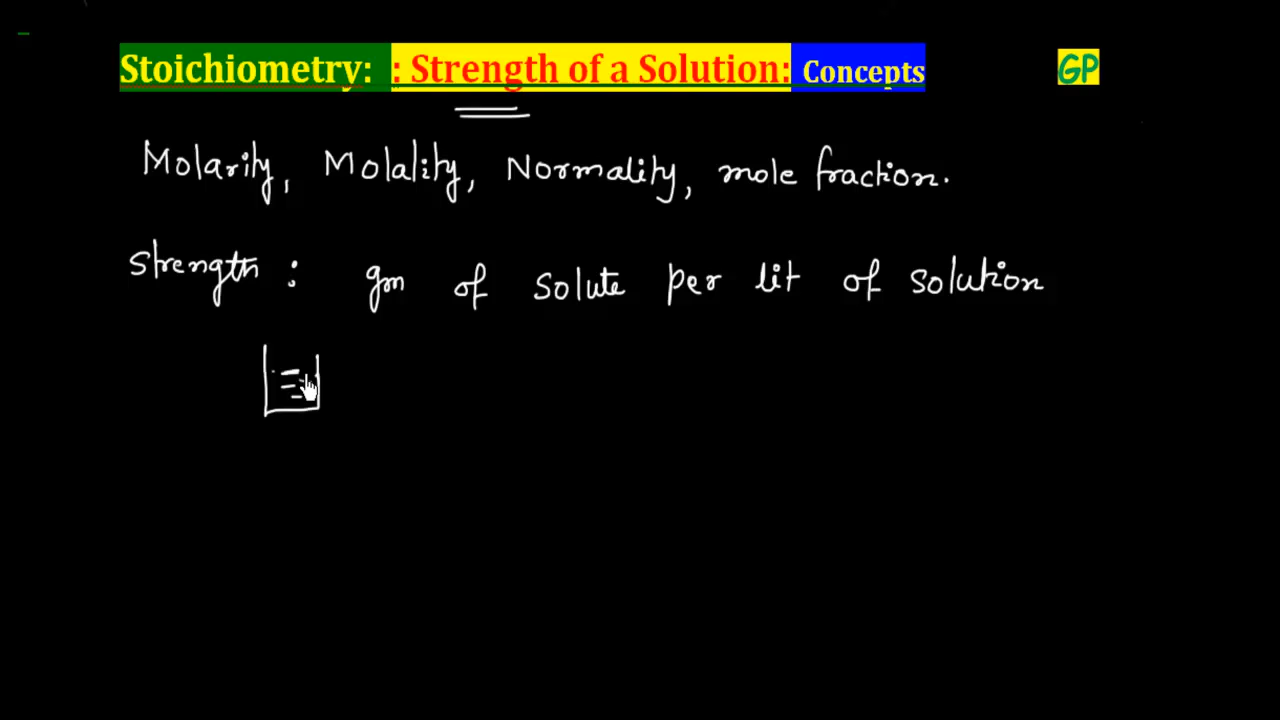 Stoichiometry: : Strength of a Solution: Concepts GP
Molarity, Molality, Normality, mole fraction.
Strength : gm of solute per lit of solution